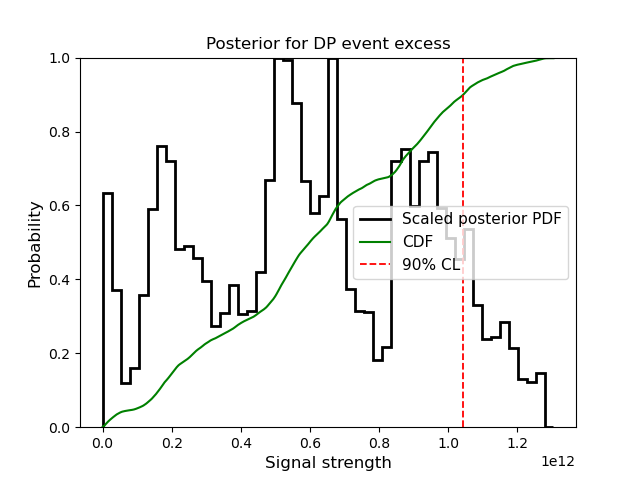 Posterior for DP event excess
Probability
1.0
0.8
0.6
0.4
0.2
0.0
Scaled posterior PDF
CDF
90% CL
0.0 0.2 0.4 0.6 0.8 1.0 1.2
1e12
Signal strength